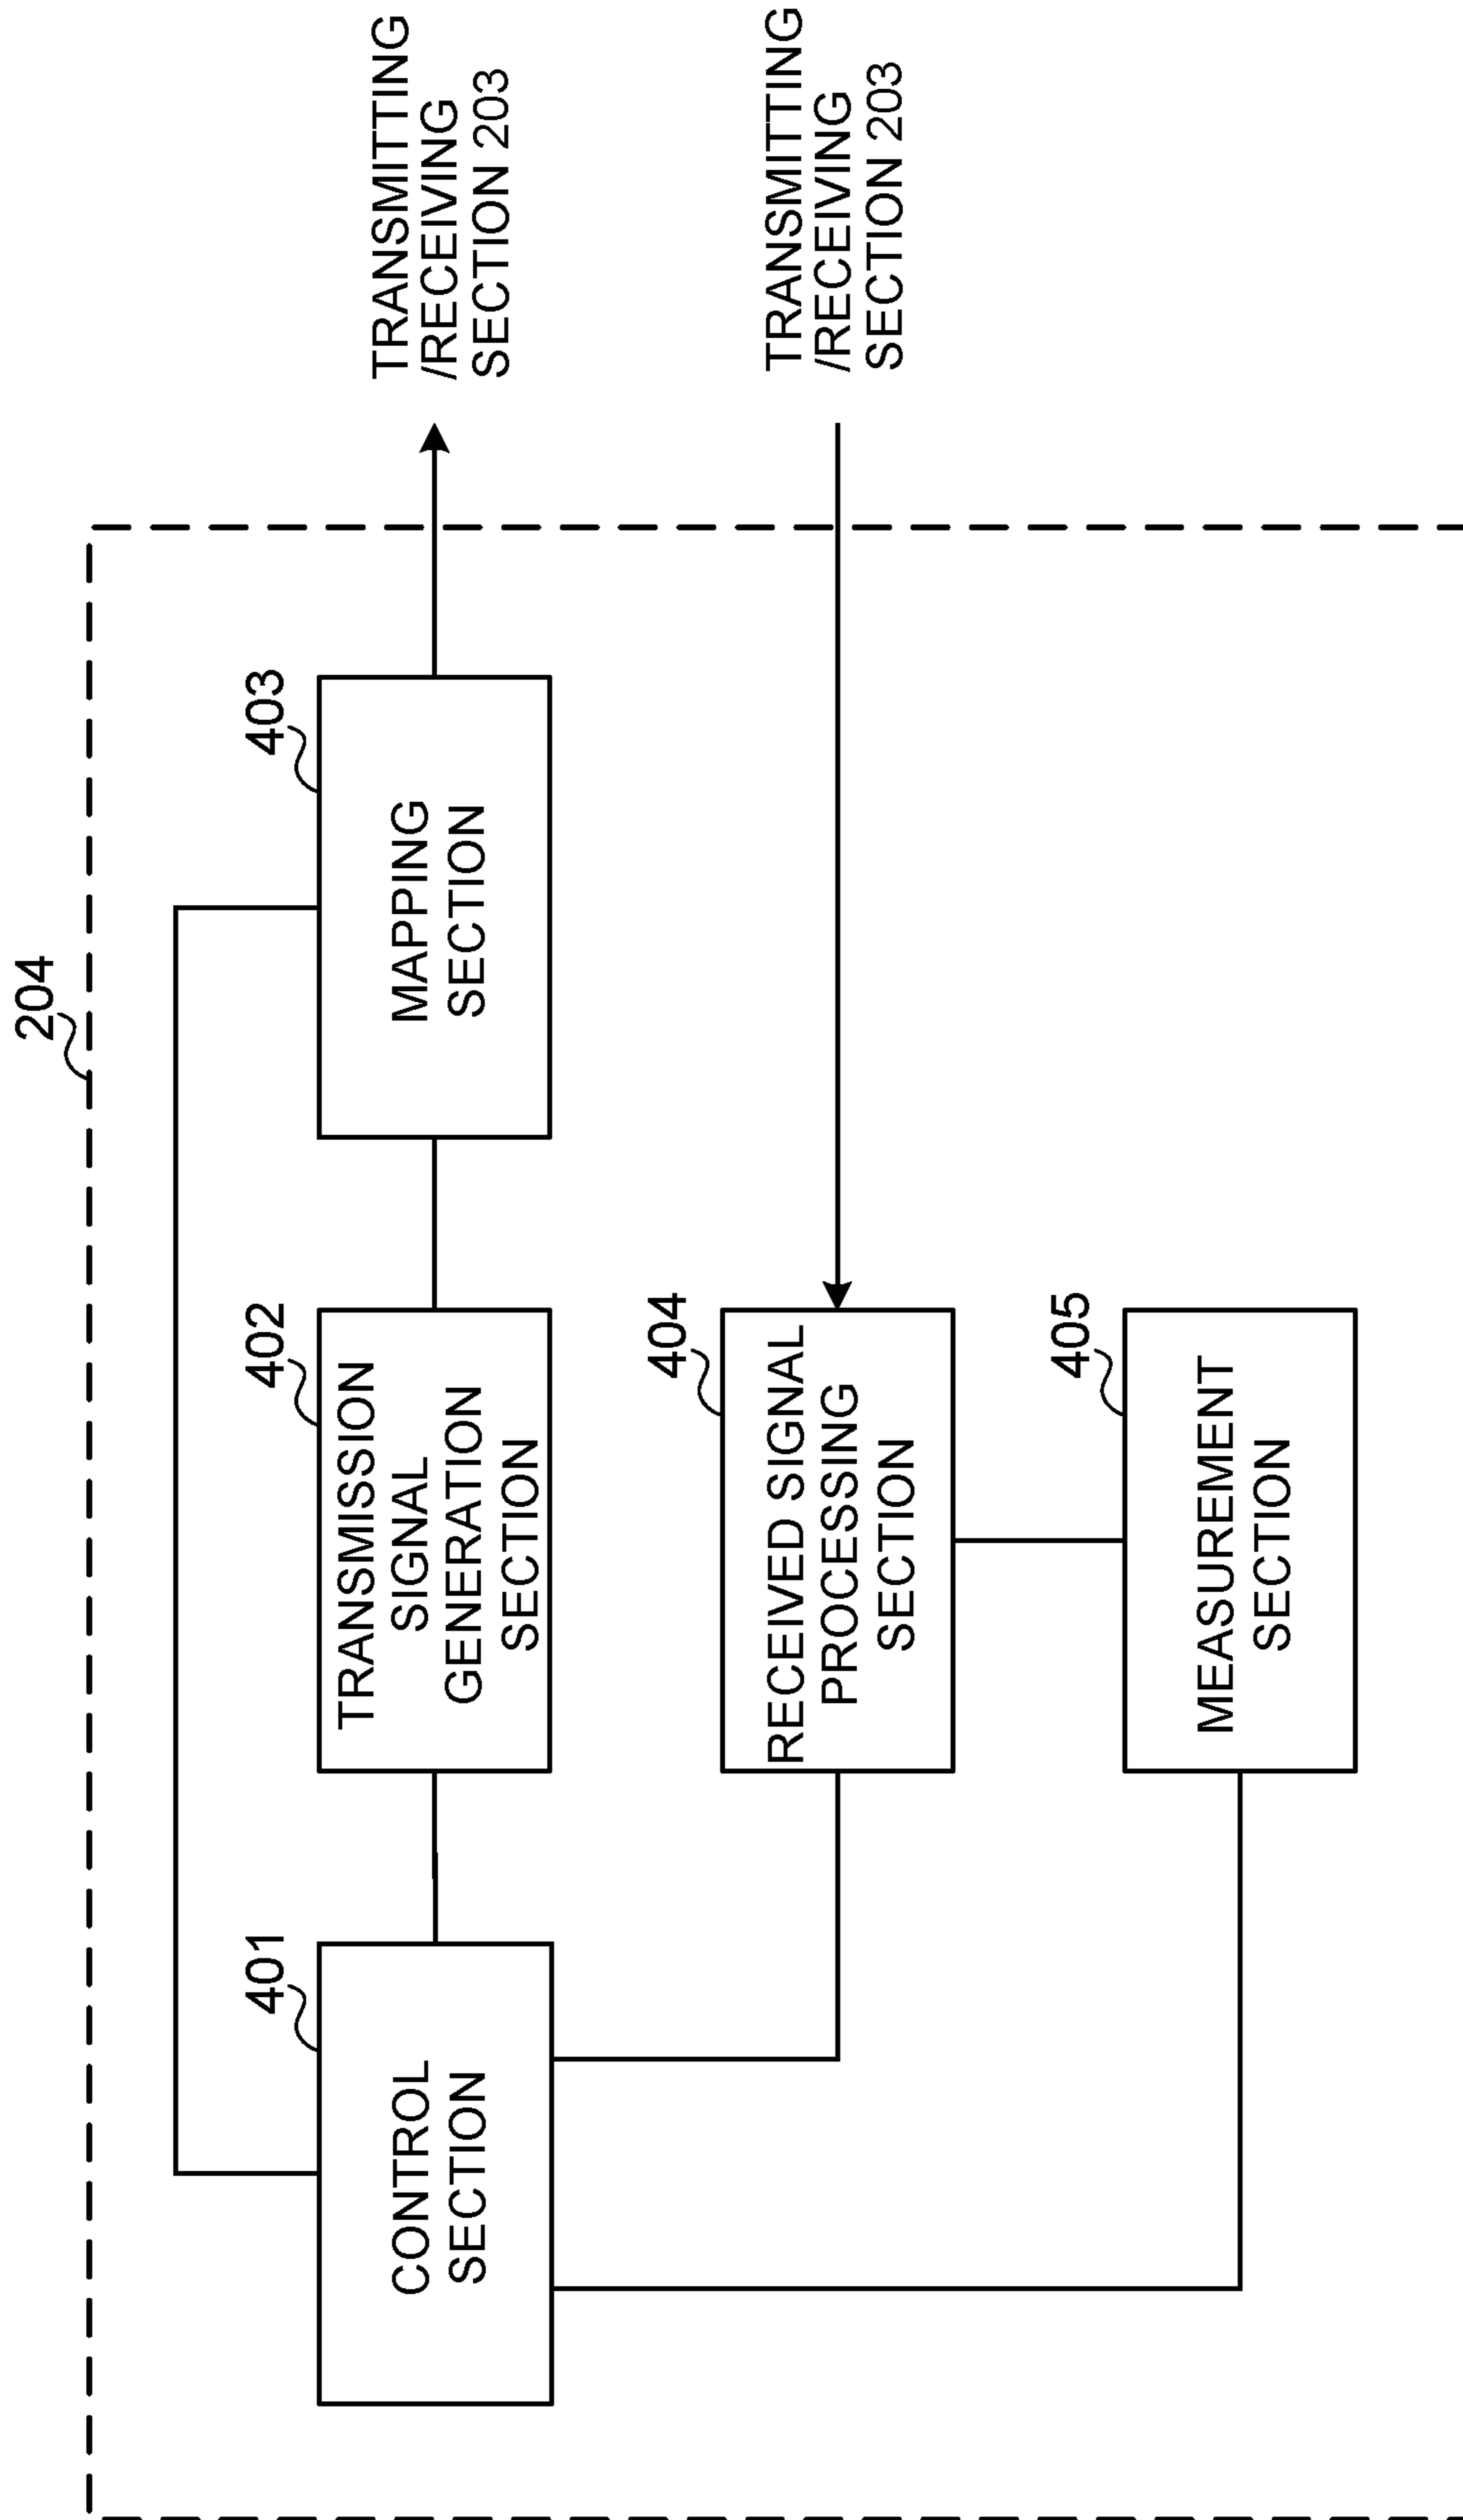 204
401
CONTROL
SECTION
402
TRANSMISSION
SIGNAL
GENERATION
SECTION
403
MAPPING
SECTION
TRANSMITTING
/RECEIVING
SECTION 203
404
RECEIVED SIGNAL
PROCESSING
SECTION
TRANSMITTING
/RECEIVING
SECTION 203
405
MEASUREMENT
SECTION